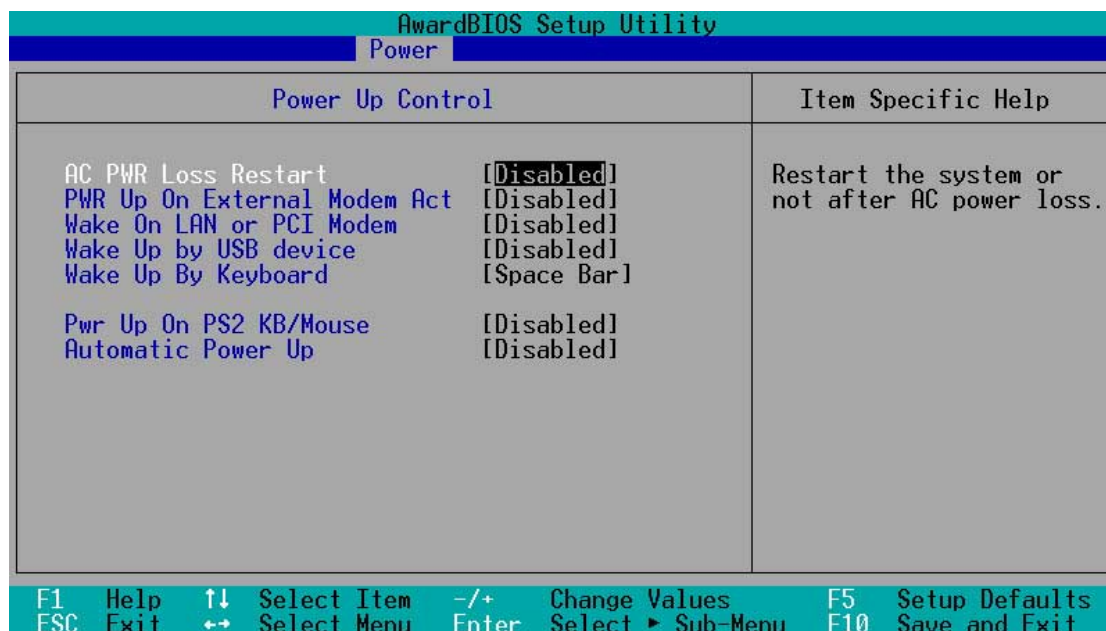 AwardBIOS Setup Utility
Power
Power Up Control
Item Specific Help
AC PWR Loss Restart [Disabled]
PWR Up On External Modem Act [Disabled]
Wake On LAN or PCI Modem [Disabled]
Wake Up by USB device [Disabled]
Wake Up By Keyboard [Space Bar]
Pwr Up On PS2 KB/Mouse [Disabled]
Automatic Power Up [Disabled]
Restart the system or
not after AC power loss.
F1 Help ↑↓ Select Item -/+ Change Values F5 Setup Defaults
ESC Exit ←→ Select Menu Enter Select ► Sub-Menu F10 Save and Exit